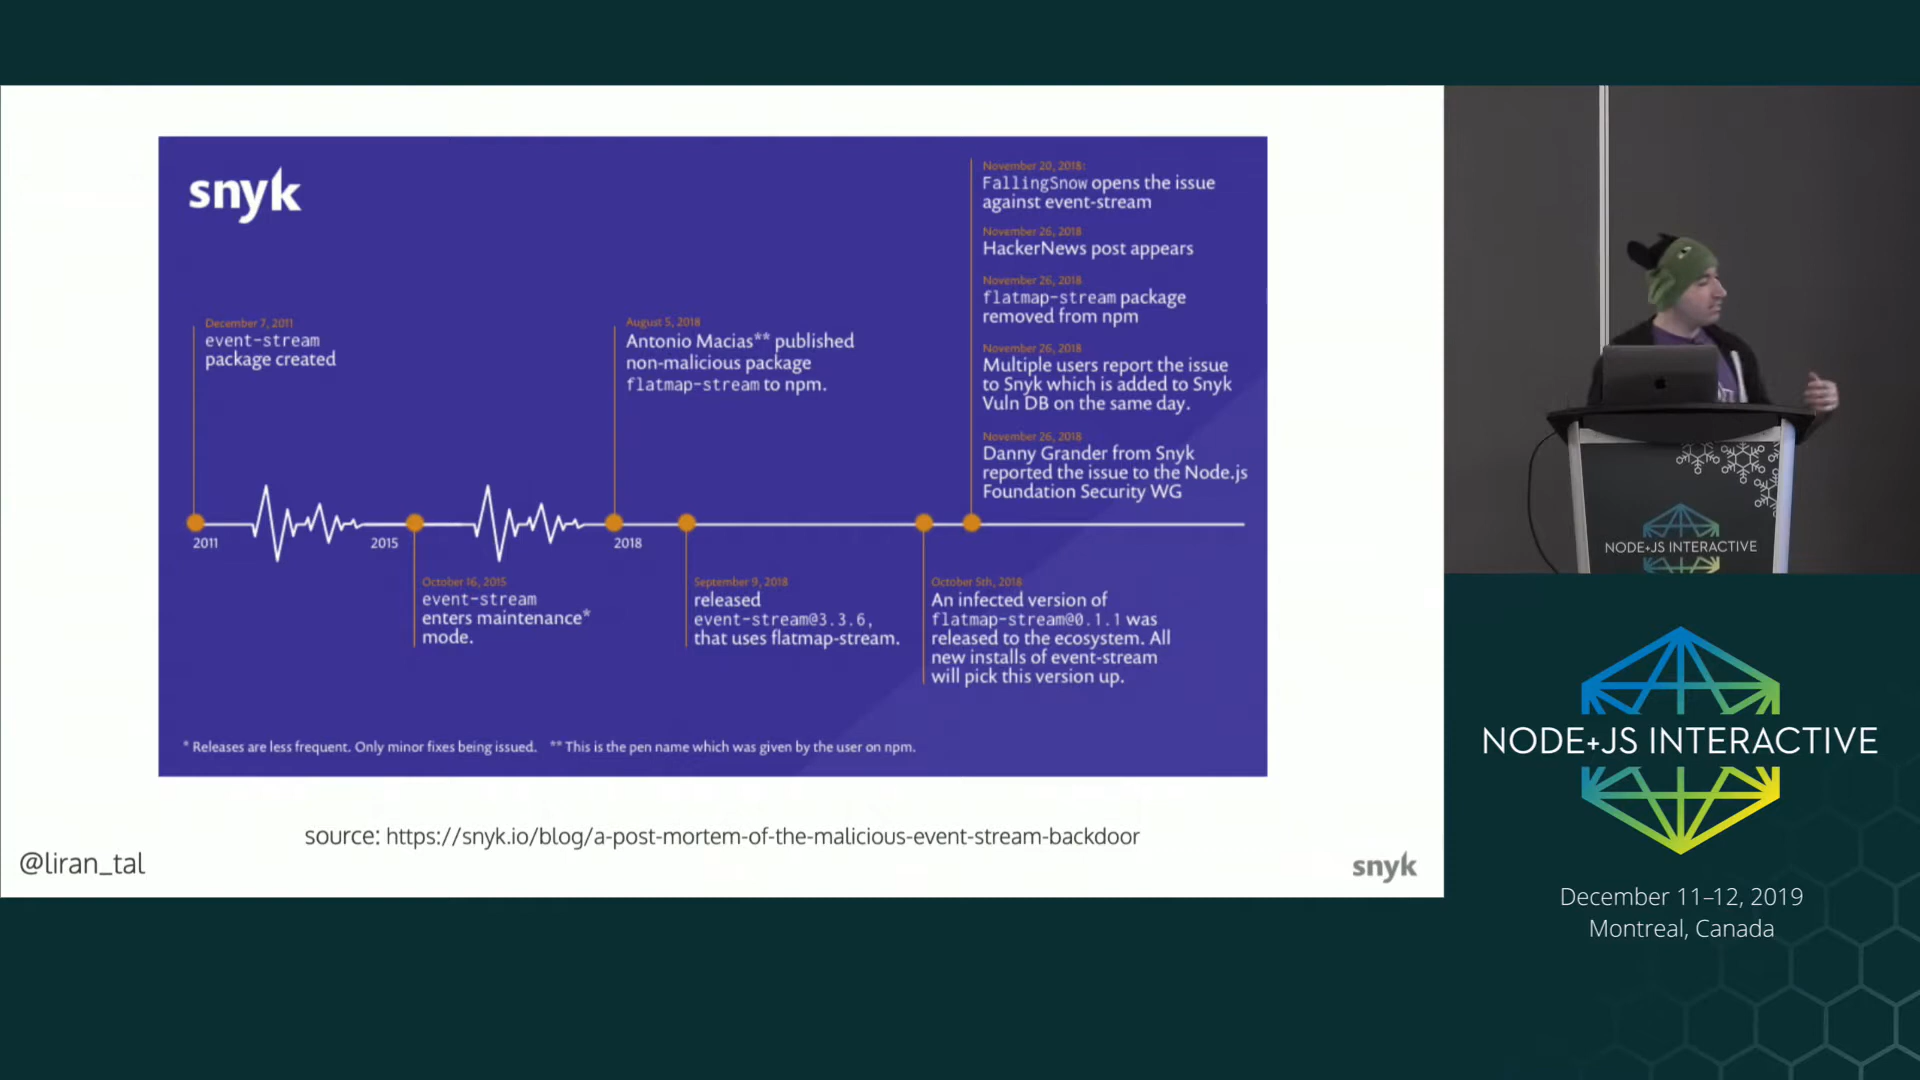 snyk
December 7, 2011
event-stream
package created
August 5, 2018
Antonio Macias** published
non-malicious package
flatmap-stream to npm.
November 20, 2018:
FallingSnow opens the issue
against event-stream
November 26, 2018
HackerNews post appears
November 26, 2018
flatmap-stream package
removed from npm
November 26, 2018
Multiple users report the issue
to Snyk which is added to Snyk
Vuln DB on the same day.
November 26, 2018
Danny Grander from Snyk
reported the issue to the Node.js
Foundation Security WG
2011
2015
2018
October 16, 2015
event-stream
enters maintenance*
mode.
September 9, 2018
released
event-stream@3.3.6,
that uses flatmap-stream.
October 5th, 2018
An infected version of
flatmap-stream@0.1.1 was
released to the ecosystem. All
new installs of event-stream
will pick this version up.
* Releases are less frequent. Only minor fixes being issued. ** This is the pen name which was given by the user on npm.
source: https://snyk.io/blog/a-post-mortem-of-the-malicious-event-stream-backdoor
@liran_tal
snyk
NODE+JS INTERACTIVE
NODE+JS INTERACTIVE
December 11–12, 2019
Montreal, Canada